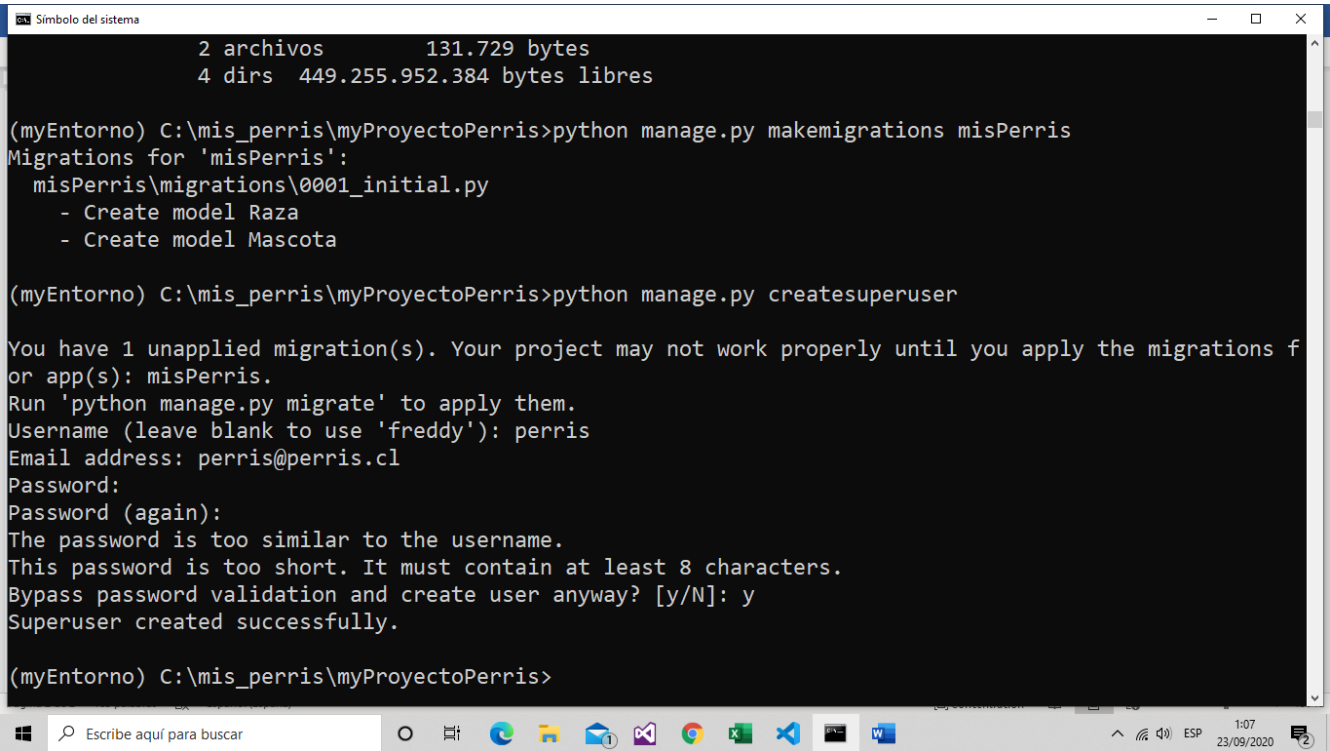 Símbolo del sistema
2 archivos 131.729 bytes
4 dirs 449.255.952.384 bytes libres
(myEntorno) C:\mis_perris\myProyectoPerris>python manage.py makemigrations misPerris
Migrations for 'misPerris':
misPerris\migrations\0001_initial.py
- Create model Raza
- Create model Mascota
(myEntorno) C:\mis_perris\myProyectoPerris>python manage.py createsuperuser
You have 1 unapplied migration(s). Your project may not work properly until you apply the migrations f
or app(s): misPerris.
Run 'python manage.py migrate' to apply them.
Username (leave blank to use 'freddy'): perris
Email address: perris@perris.cl
Password:
Password (again):
The password is too similar to the username.
This password is too short. It must contain at least 8 characters.
Bypass password validation and create user anyway? [y/N]: y
Superuser created successfully.
(myEntorno) C:\mis_perris\myProyectoPerris>
Escribe aquí para buscar
1
ESP
1:07
23/09/2020
2